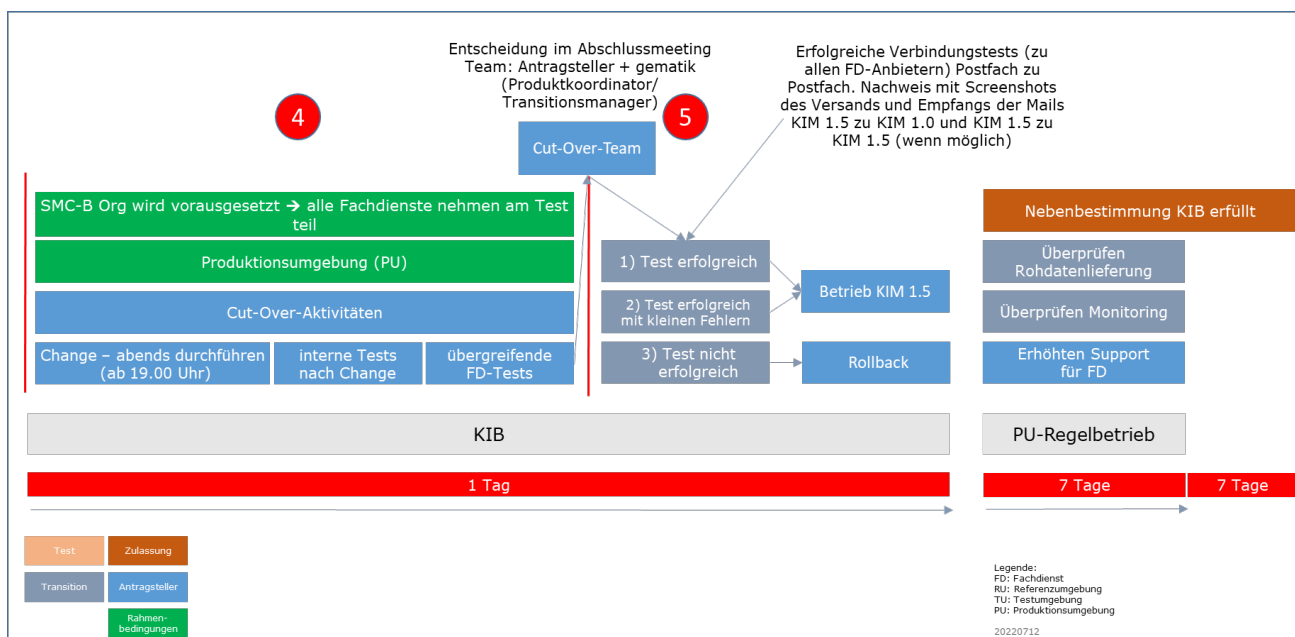 Entscheidung im Abschlussmeeting
Team: Antragsteller + gematik
(Produktkoordinator/
Transitionsmanager)
Erfolgreiche Verbindungstests (zu
allen FD-Anbietern) Postfach zu
Postfach. Nachweis mit Screenshots
des Versands und Empfangs der Mails
KIM 1.5 zu KIM 1.0 und KIM 1.5 zu
KIM 1.5 (wenn möglich)
4
5
Cut-Over-Team
SMC-B Org wird vorausgesetzt → alle Fachdienste nehmen am Test
teil
Nebenbestimmung KIB erfüllt
Produktionsumgebung (PU)
1) Test erfolgreich
Überprüfen
Rohdatenlieferung
Betrieb KIM 1.5
Cut-Over-Aktivitäten
2) Test erfolgreich
mit kleinen Fehlern
Überprüfen Monitoring
Change – abends durchführen
(ab 19.00 Uhr)
interne Tests
nach Change
übergreifende
FD-Tests
3) Test nicht
erfolgreich
Rollback
Erhöhten Support
für FD
KIB
PU-Regelbetrieb
1 Tag
7 Tage
7 Tage
Test
Zulassung
Transition
Antragsteller
Rahmen-
bedingungen
Legende:
FD: Fachdienst
RU: Referenzumgebung
TU: Testumgebung
PU: Produktionsumgebung
20220712